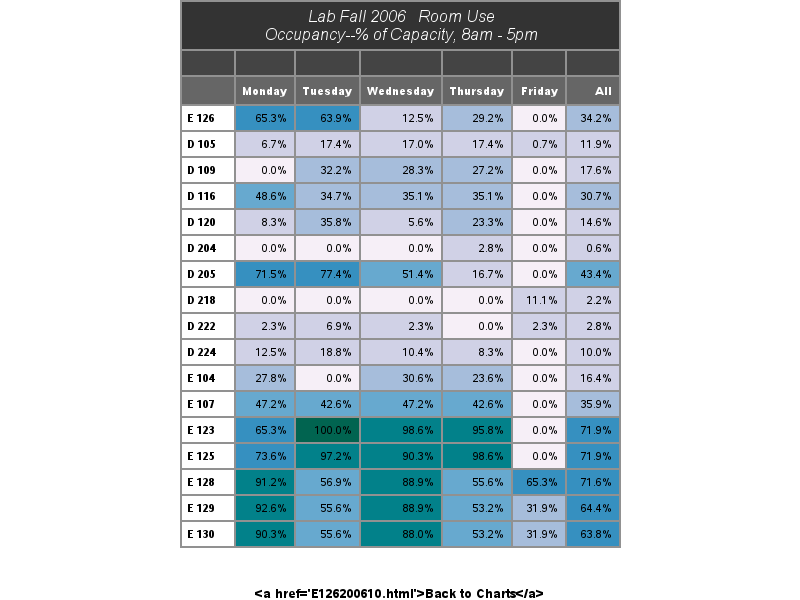 Lab Fall 2006 Room Use
Occupancy--% of Capacity, 8am - 5pm
Monday Tuesday Wednesday Thursday Friday All
E 126 65.3% 63.9% 12.5% 29.2% 0.0% 34.2%
D 105 6.7% 17.4% 17.0% 17.4% 0.7% 11.9%
D 109 0.0% 32.2% 28.3% 27.2% 0.0% 17.6%
D 116 48.6% 34.7% 35.1% 35.1% 0.0% 30.7%
D 120 8.3% 35.8% 5.6% 23.3% 0.0% 14.6%
D 204 0.0% 0.0% 0.0% 2.8% 0.0% 0.6%
D 205 71.5% 77.4% 51.4% 16.7% 0.0% 43.4%
D 218 0.0% 0.0% 0.0% 0.0% 11.1% 2.2%
D 222 2.3% 6.9% 2.3% 0.0% 2.3% 2.8%
D 224 12.5% 18.8% 10.4% 8.3% 0.0% 10.0%
E 104 27.8% 0.0% 30.6% 23.6% 0.0% 16.4%
E 107 47.2% 42.6% 47.2% 42.6% 0.0% 35.9%
E 123 65.3% 100.0% 98.6% 95.8% 0.0% 71.9%
E 125 73.6% 97.2% 90.3% 98.6% 0.0% 71.9%
E 128 91.2% 56.9% 88.9% 55.6% 65.3% 71.6%
E 129 92.6% 55.6% 88.9% 53.2% 31.9% 64.4%
E 130 90.3% 55.6% 88.0% 53.2% 31.9% 63.8%
<a href='E126200610.html'>Back to Charts</a>